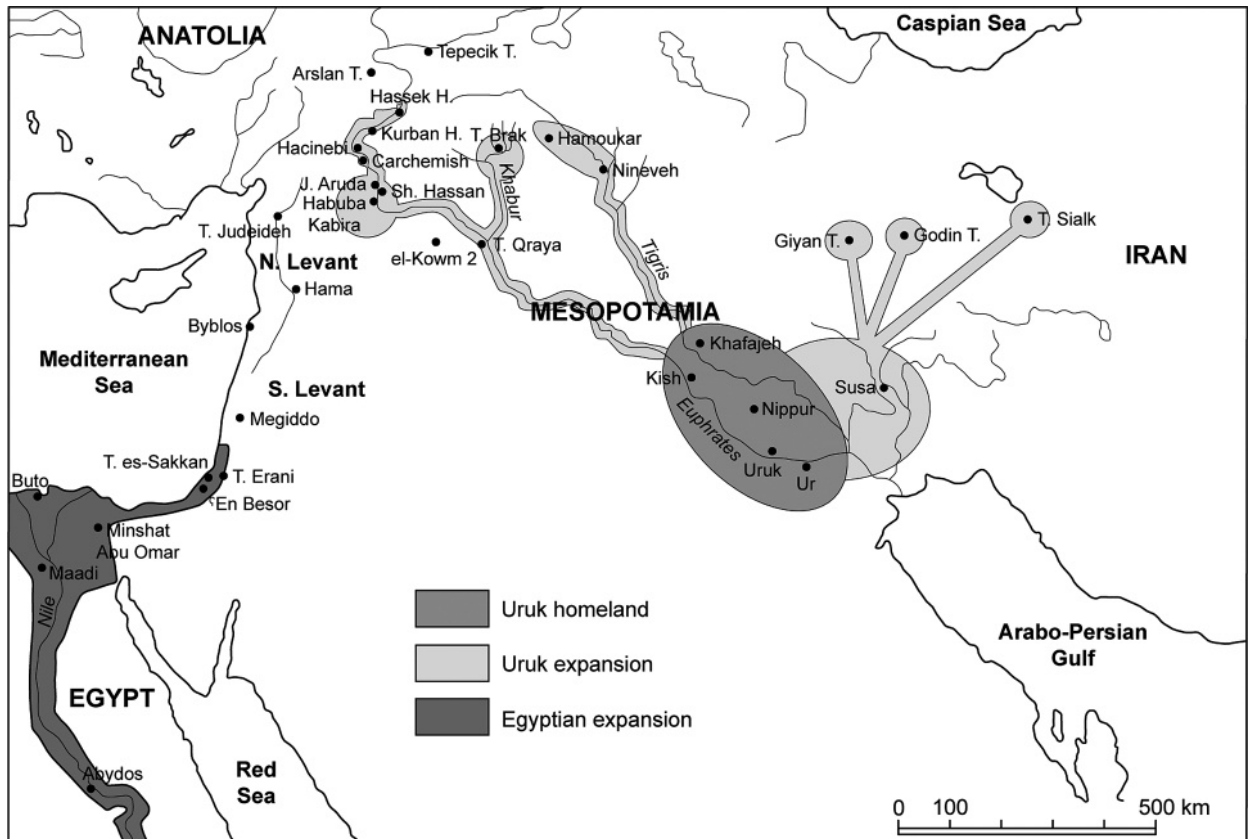 Caspian Sea
ANATOLIA
Tepecik T.
Arslan T.
Hassek H.
Kurban H.
T. Brak
Hamoukar
Hacinebi
Carchemish
Nineveh
Khabur
J. Aruda
Sh. Hassan
Habuba
Kabira
T. Judeideh
T. Sialk
Giyan T.
Godin T.
T. Qraya
el-Kowm 2
N. Levant
IRAN
Tigris
Hama
MESOPOTAMIA
Byblos
Khafajeh
Mediterranean
Sea
Kish
Susa
S. Levant
Nippur
Megiddo
Euphrates
Uruk
Ur
T. es-Sakkan
T. Erani
Buto
En Besor
Minshat
Abu Omar
Maadi
Nile
Uruk homeland
Arabo-Persian
Gulf
Uruk expansion
EGYPT
Egyptian expansion
Abydos
Red
Sea
0 100 500 km